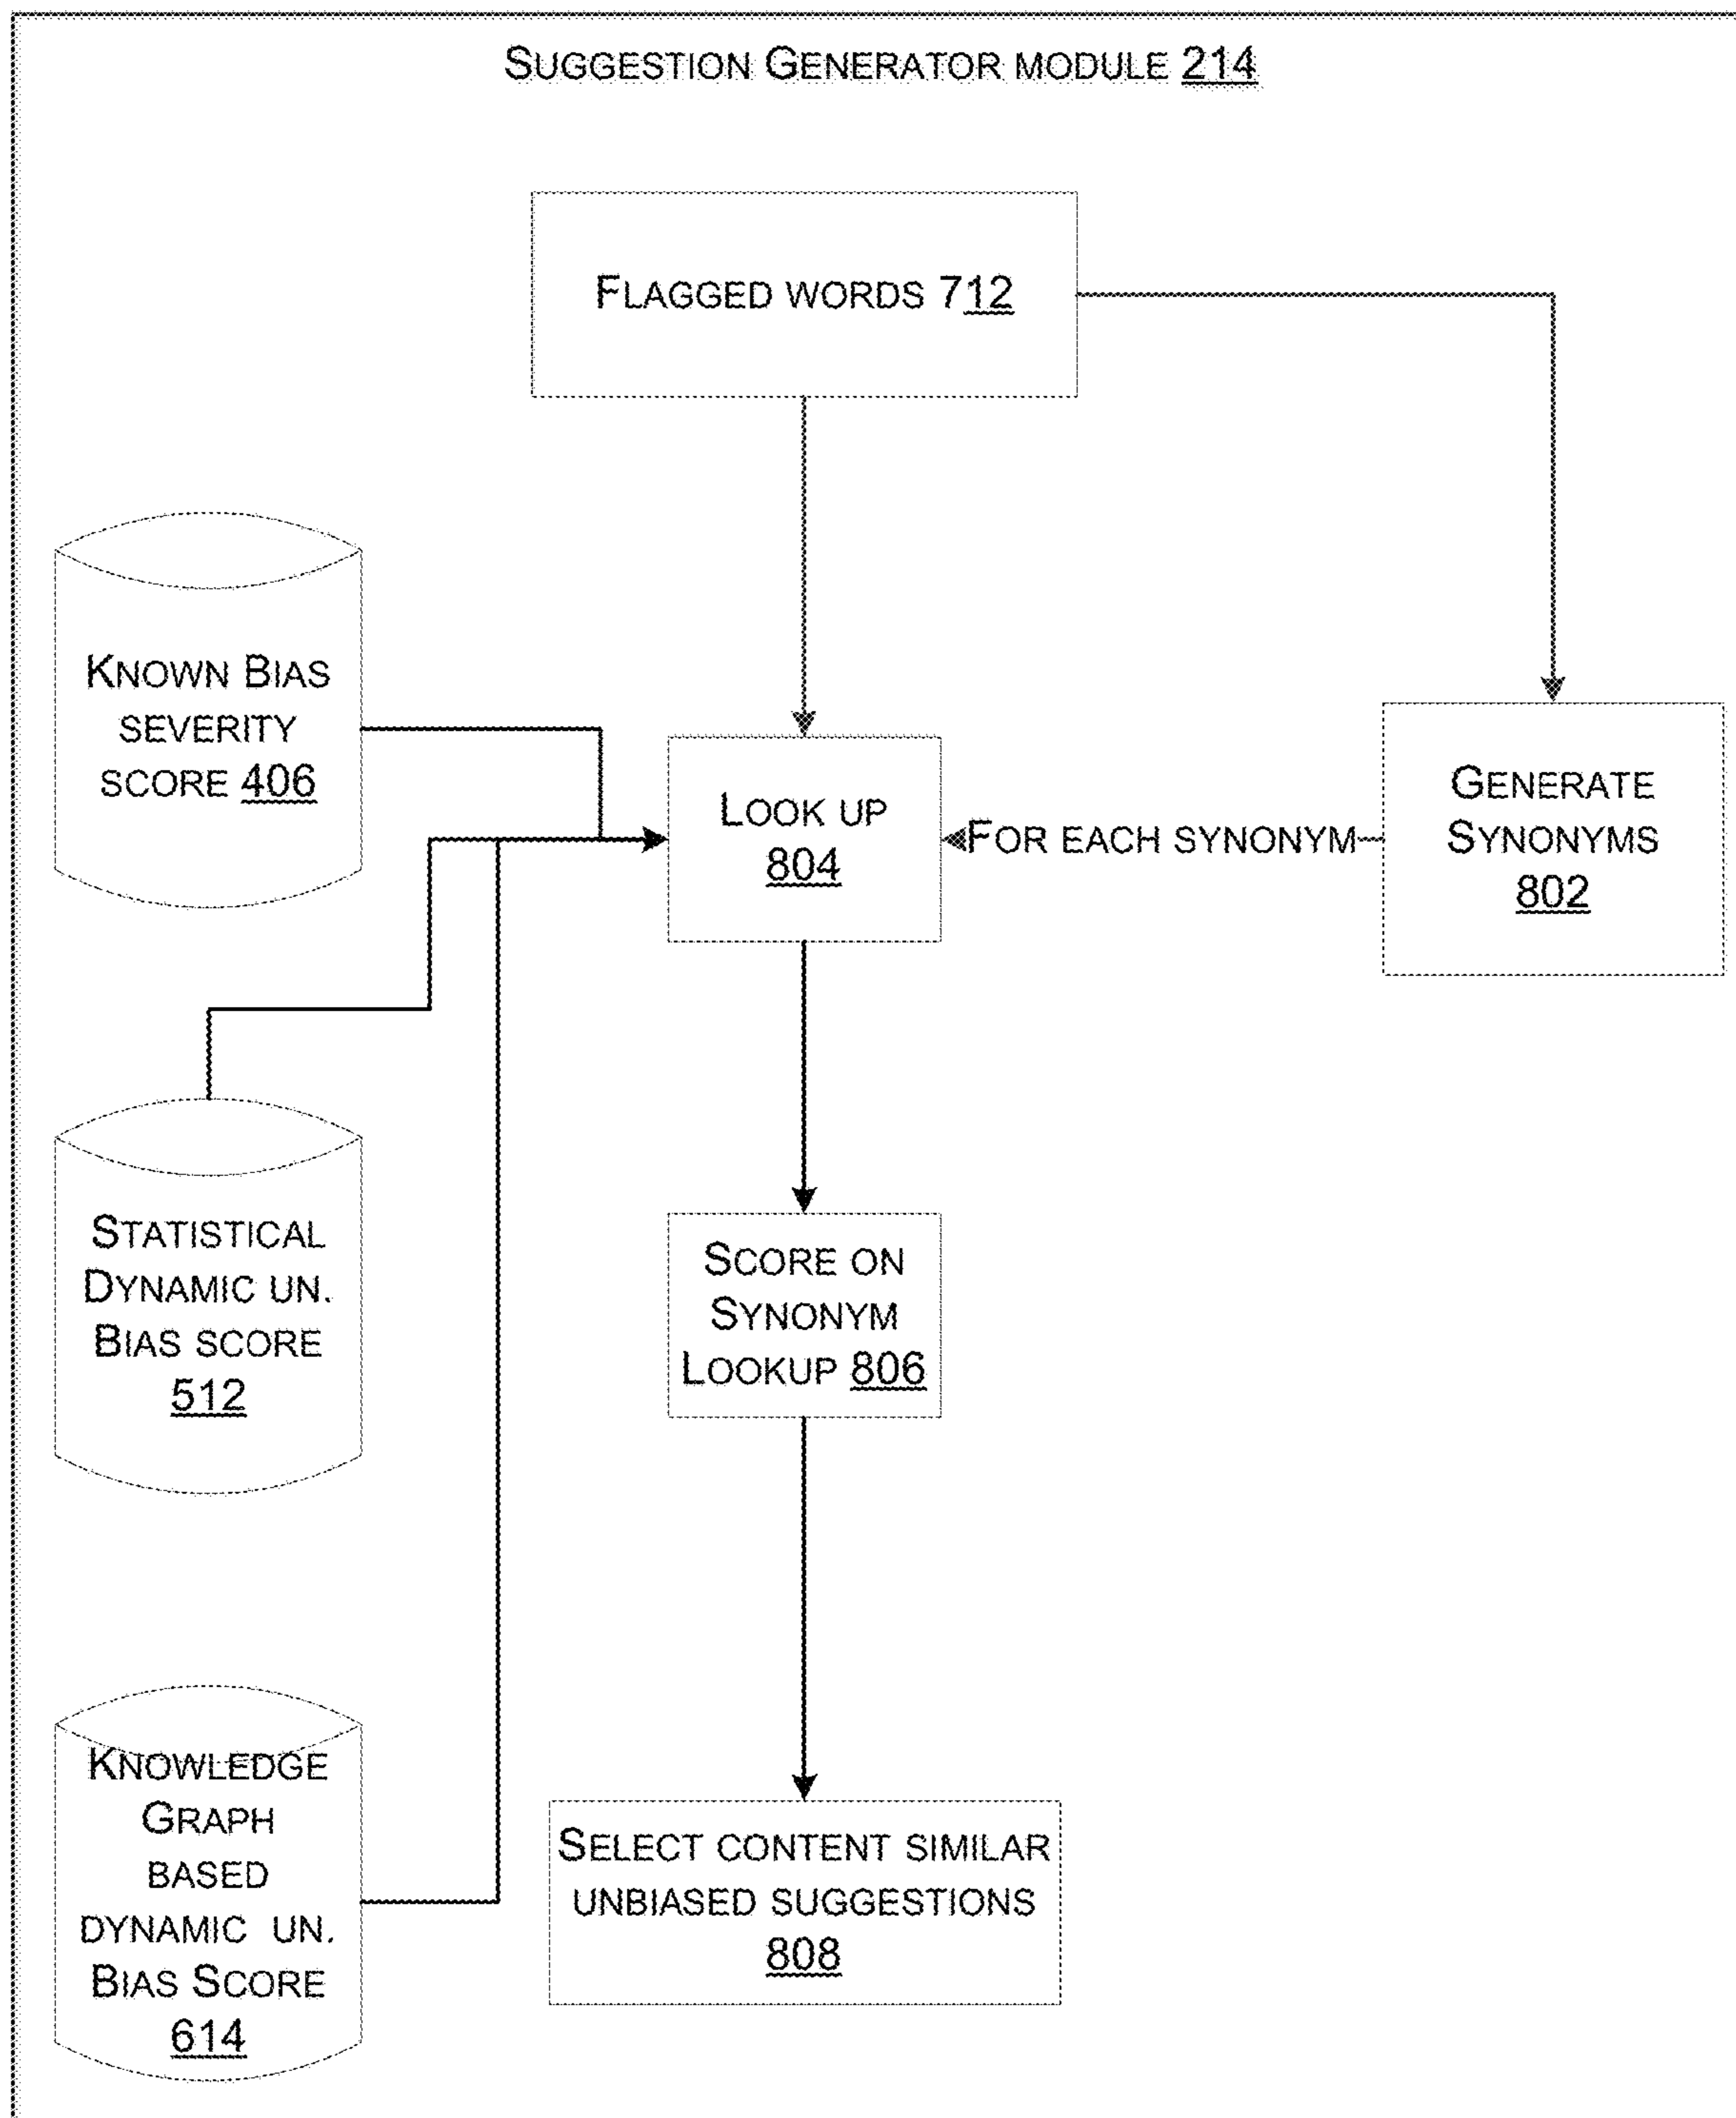 SUGGESTION GENERATOR MODULE 214
FLAGGED WORDS 712
KNOWN BIAS
SEVERITY
SCORE 406
LOOK UP
804
FOR EACH SYNONYM
GENERATE
SYNONYMS
802
STATISTICAL
DYNAMIC UN.
BIAS SCORE
512
SCORE ON
SYNONYM
LOOKUP 806
KNOWLEDGE
GRAPH
BASED
DYNAMIC UN.
BIAS SCORE
614
SELECT CONTENT SIMILAR
UNBIASED SUGGESTIONS
808